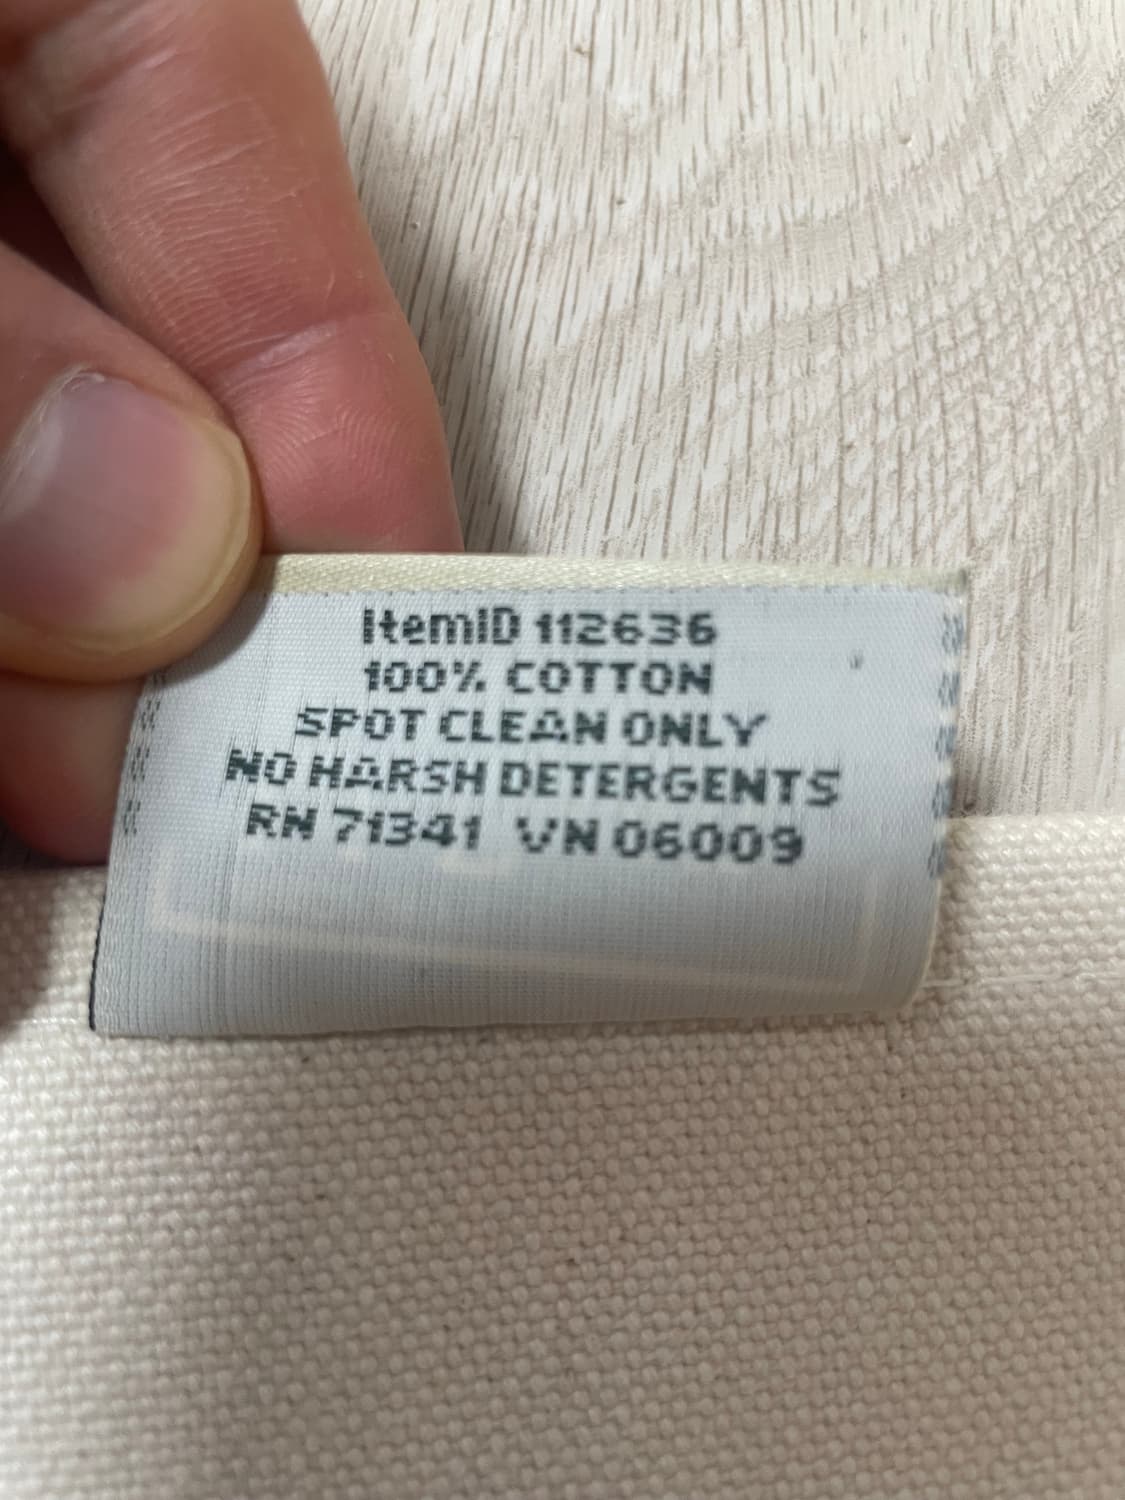 ItemID 112636
100% COTTON
SPOT CLEAN ONLY
NO HARSH DETERGENTS
RN 71341 VN 06009